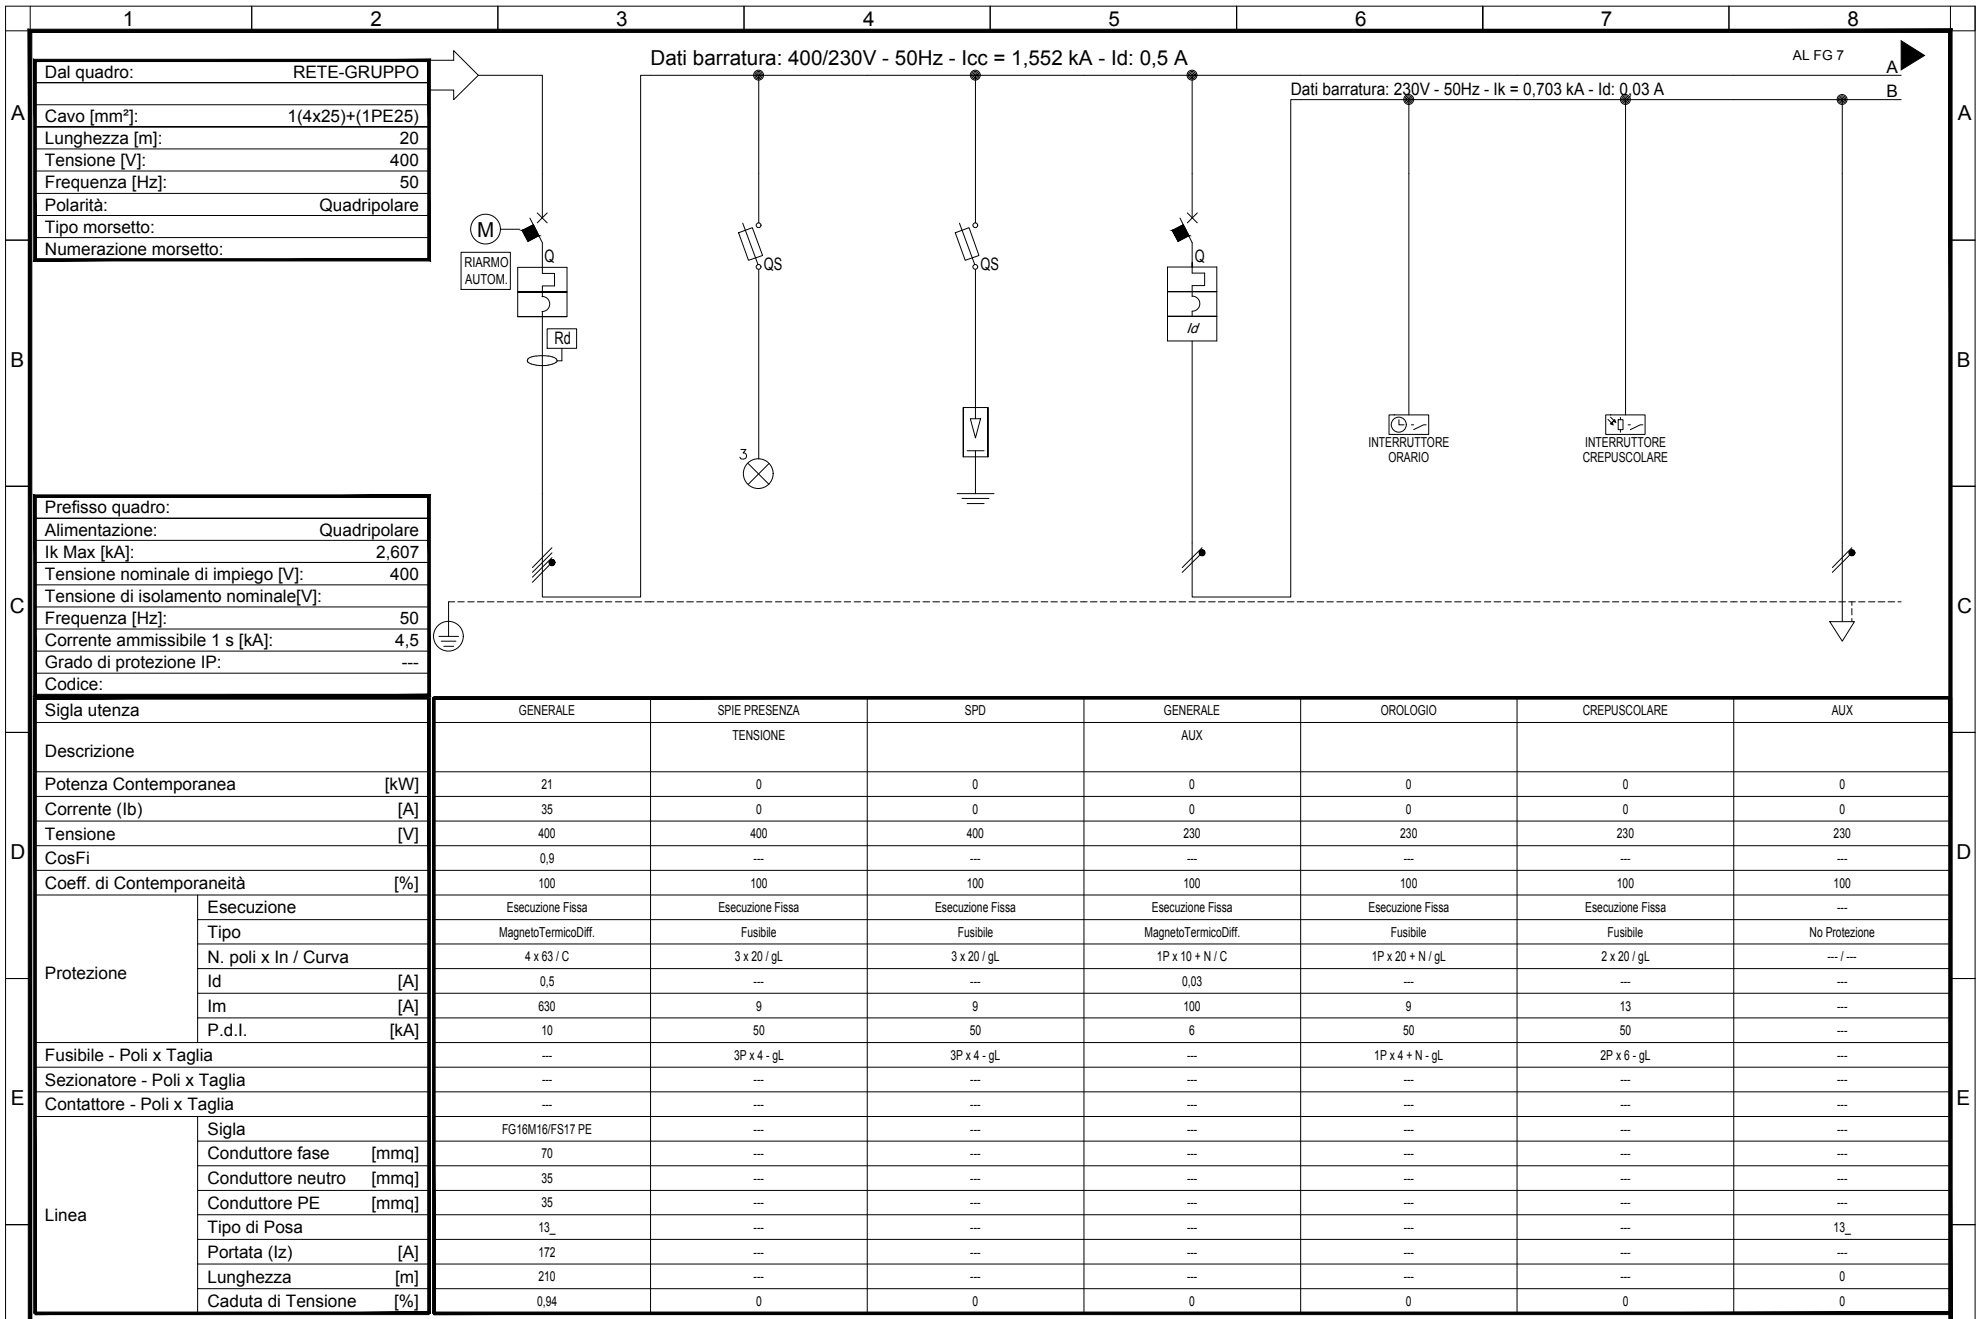 1 2 3 4 5 6 7 8
Dati barratura: 400/230V - 50Hz - Icc = 1,552 kA - Id: 0,5 A
AL FG 7
A
Dati barratura: 230V - 50Hz - Ik = 0,703 kA - Id: 0,03 A
B
A A
B B
C C
D D
E E
Dal quadro: RETE-GRUPPO
Cavo [mm²]: 1(4x25)+(1PE25)
Lunghezza [m]: 20
Tensione [V]: 400
Frequenza [Hz]: 50
Polarità: Quadripolare
Tipo morsetto:
Numerazione morsetto:
M
RIARMO
AUTOM.
Q
Rd
QS
3
QS
Q
Id
INTERRUTTORE
ORARIO
INTERRUTTORE
CREPUSCOLARE
Prefisso quadro:
Alimentazione: Quadripolare
Ik Max [kA]: 2,607
Tensione nominale di impiego [V]: 400
Tensione di isolamento nominale[V]:
Frequenza [Hz]: 50
Corrente ammissibile 1 s [kA]: 4,5
Grado di protezione IP: ---
Codice:
Sigla utenza GENERALE SPIE PRESENZA SPD GENERALE OROLOGIO CREPUSCOLARE AUX
Descrizione TENSIONE AUX
Potenza Contemporanea [kW] 21 0 0 0 0 0 0
Corrente (Ib) [A] 35 0 0 0 0 0 0
Tensione [V] 400 400 400 230 230 230 230
CosFi 0,9 --- --- --- --- --- ---
Coeff. di Contemporaneità [%] 100 100 100 100 100 100 100
Protezione
Esecuzione Esecuzione Fissa Esecuzione Fissa Esecuzione Fissa Esecuzione Fissa Esecuzione Fissa Esecuzione Fissa ---
Tipo MagnetoTermicoDiff. Fusibile Fusibile MagnetoTermicoDiff. Fusibile Fusibile No Protezione
N. poli x In / Curva 4 x 63 / C 3 x 20 / gL 3 x 20 / gL 1P x 10 + N / C 1P x 20 + N / gL 2 x 20 / gL --- / ---
Id [A] 0,5 --- --- 0,03 --- --- ---
Im [A] 630 9 9 100 9 13 ---
P.d.I. [kA] 10 50 50 6 50 50 ---
Fusibile - Poli x Taglia --- 3P x 4 - gL 3P x 4 - gL --- 1P x 4 + N - gL 2P x 6 - gL ---
Sezionatore - Poli x Taglia --- --- --- --- --- --- ---
Contattore - Poli x Taglia --- --- --- --- --- --- ---
Linea
Sigla FG16M16/FS17 PE --- --- --- --- --- ---
Conduttore fase [mmq] 70 --- --- --- --- --- ---
Conduttore neutro [mmq] 35 --- --- --- --- --- ---
Conduttore PE [mmq] 35 --- --- --- --- --- ---
Tipo di Posa 13_ --- --- --- --- --- 13_
Portata (Iz) [A] 172 --- --- --- --- --- ---
Lunghezza [m] 210 --- --- --- --- --- 0
Caduta di Tensione [%] 0,94 0 0 0 0 0 0